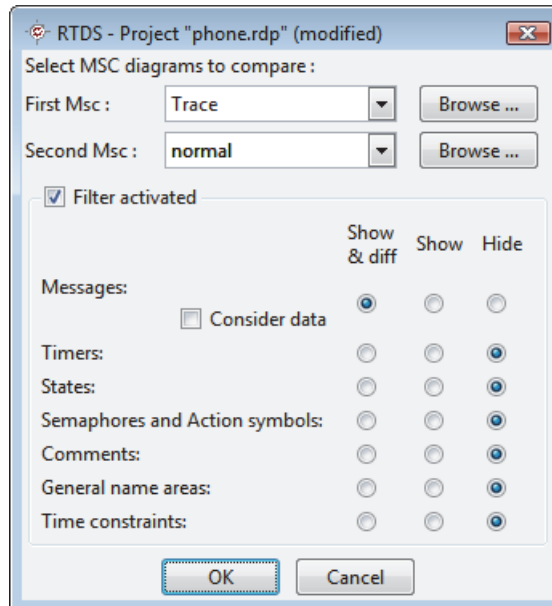 RTDS - Project "phone.rdp" (modified)
Select MSC diagrams to compare :
First Msc : Trace Browse ...
Second Msc : normal Browse ...
Filter activated
Show & diff Show Hide
Messages:
Consider data
Timers:
States:
Semaphores and Action symbols:
Comments:
General name areas:
Time constraints:
OK Cancel